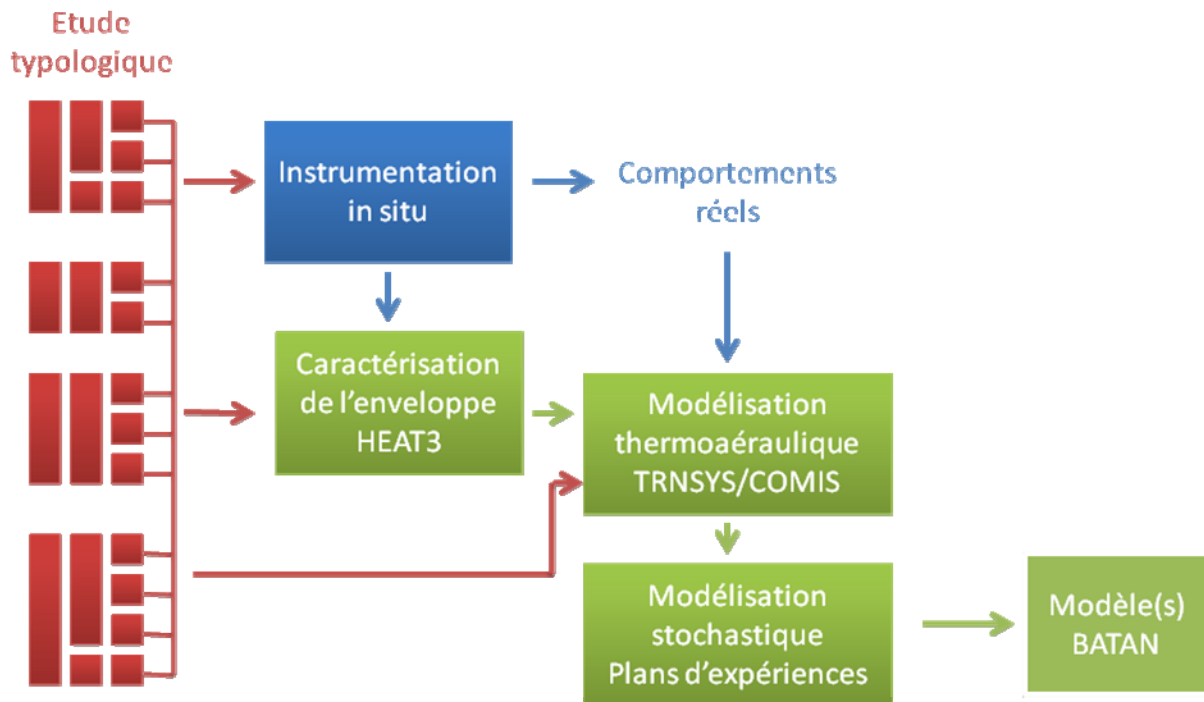 Etude
typologique
Instrumentation
in situ
Comportements
réels
Caractérisation
de l'enveloppe
HEAT3
Modélisation
thermoaéraulique
TRNSYS/COMIS
Modélisation
stochastique
Plans d'expériences
Modèle(s)
BATAN